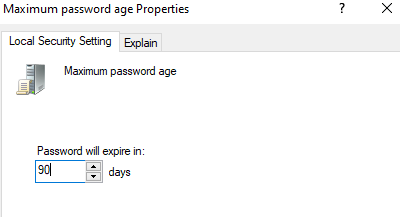 Maximum password age Properties
Local Security Setting
Explain
Maximum password age
Password will expire in:
90 days